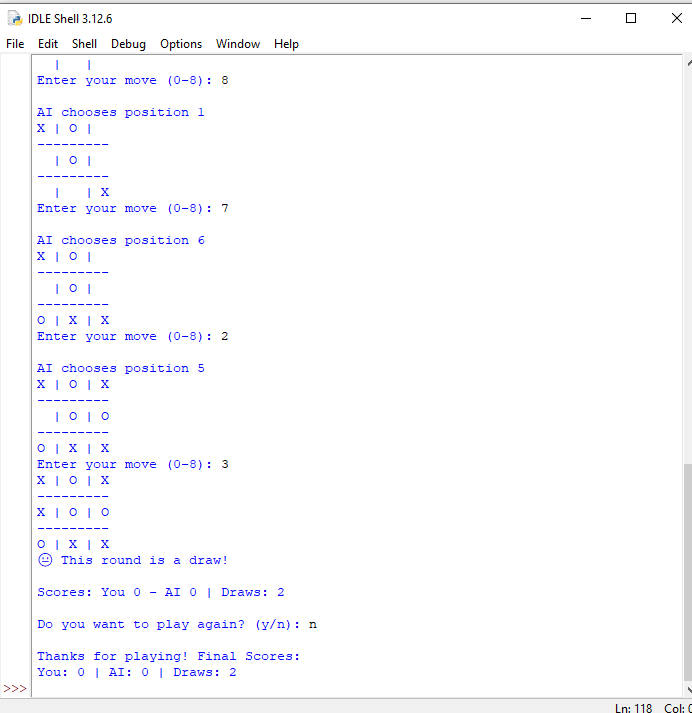 IDLE Shell 3.12.6
File Edit Shell Debug Options Window Help
  |   |
Enter your move (0-8): 8

AI chooses position 1
X | O |
---------
  | O |
---------
  |   | X
Enter your move (0-8): 7

AI chooses position 6
X | O |
---------
  | O |
---------
O | X | X
Enter your move (0-8): 2

AI chooses position 5
X | O | X
---------
  | O | O
---------
O | X | X
Enter your move (0-8): 3
X | O | X
---------
X | O | O
---------
O | X | X
😐 This round is a draw!

Scores: You 0 - AI 0 | Draws: 2

Do you want to play again? (y/n): n

Thanks for playing! Final Scores:
You: 0 | AI: 0 | Draws: 2
>>>
Ln: 118 Col: